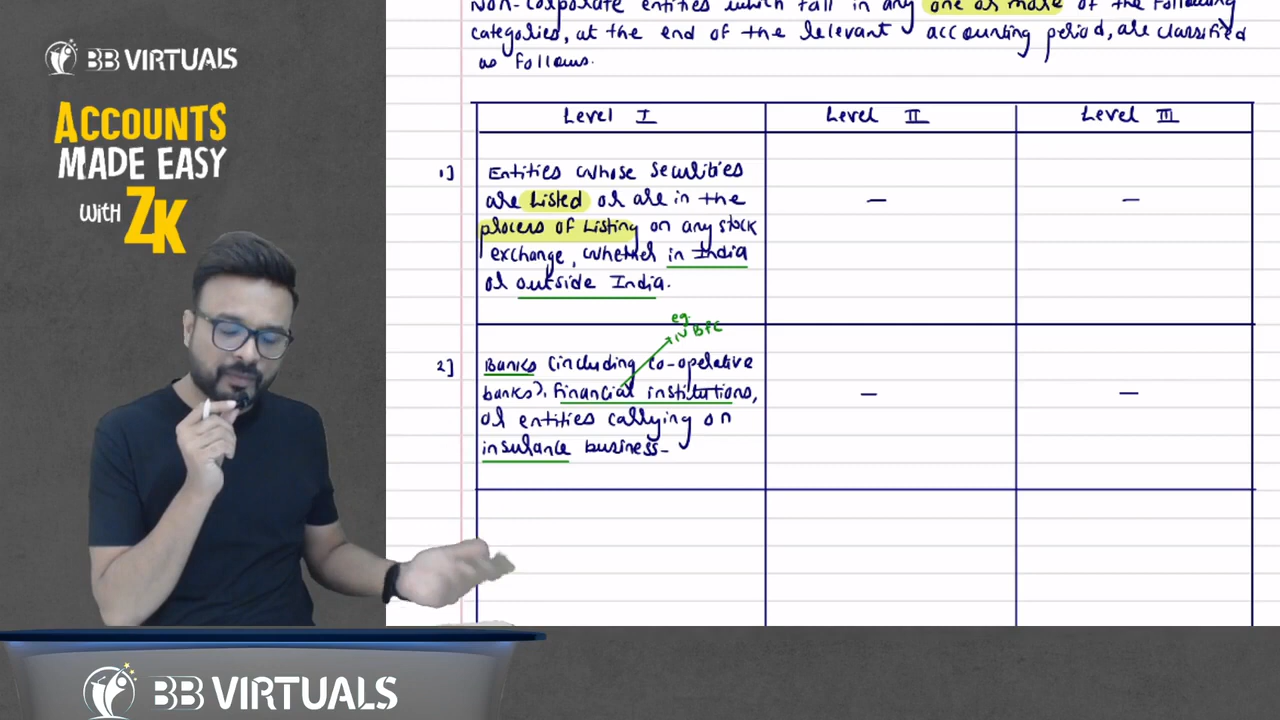 BB VIRTUALS
ACCOUNTS
MADE EASY
with ZK
Non-Corporate entities which fall in any one or more of the following
categories, at the end of the relevant accounting period, are classified
as follows.
Level I Level II Level III
1] Entities whose securities
are Listed or are in the
process of Listing on any stock
exchange, whether in India
or outside India.
— —
eg.
NBFC
2] Banks (including co-operative
banks), Financial institutions,
or entities carrying on
insurance business-
— —
BB VIRTUALS